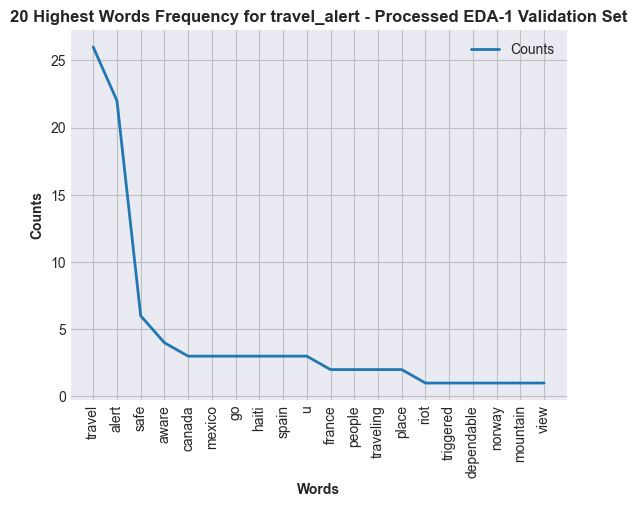 20 Highest Words Frequency for travel_alert - Processed EDA-1 Validation Set
Counts
Counts
25
20
15
10
5
0
travel
alert
safe
aware
canada
mexico
go
haiti
spain
u
france
people
traveling
place
riot
triggered
dependable
norway
mountain
view
Words